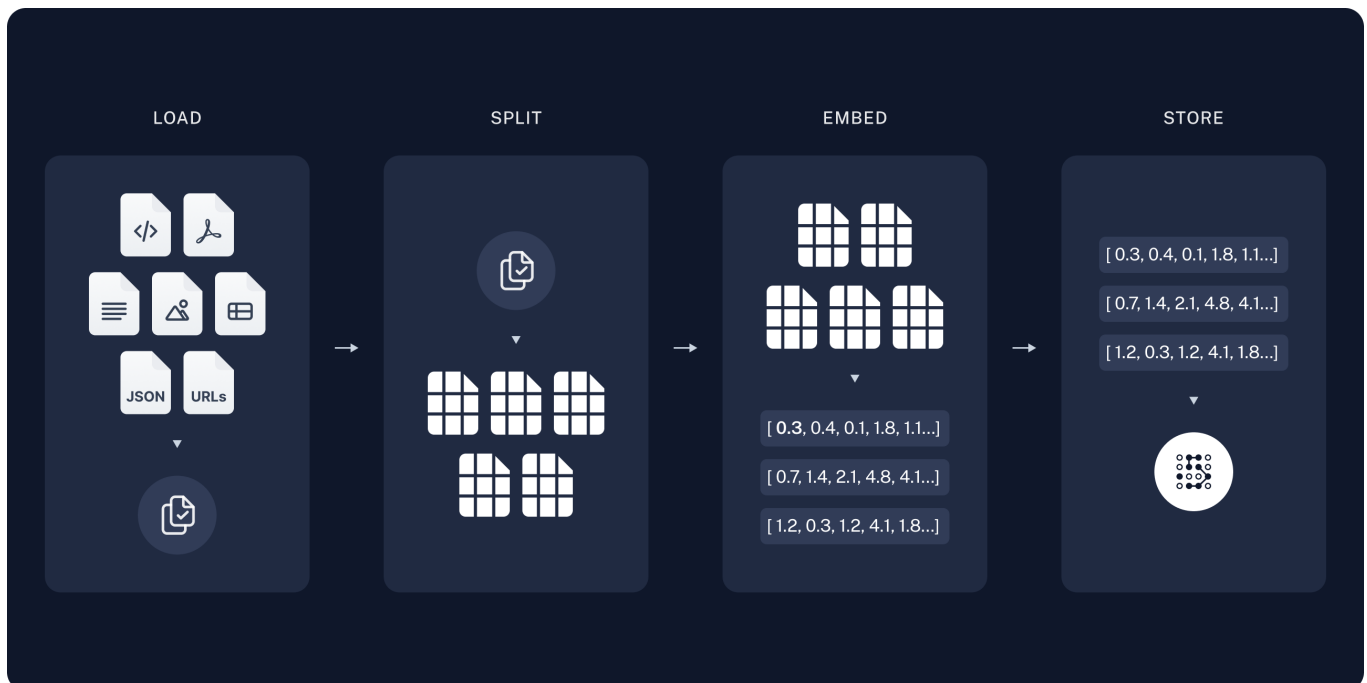 LOAD
SPLIT
EMBED
STORE
JSON
URLs
[ 0.3, 0.4, 0.1, 1.8, 1.1...]
[ 0.7, 1.4, 2.1, 4.8, 4.1...]
[ 1.2, 0.3, 1.2, 4.1, 1.8...]
[ 0.3, 0.4, 0.1, 1.8, 1.1...]
[ 0.7, 1.4, 2.1, 4.8, 4.1...]
[ 1.2, 0.3, 1.2, 4.1, 1.8...]